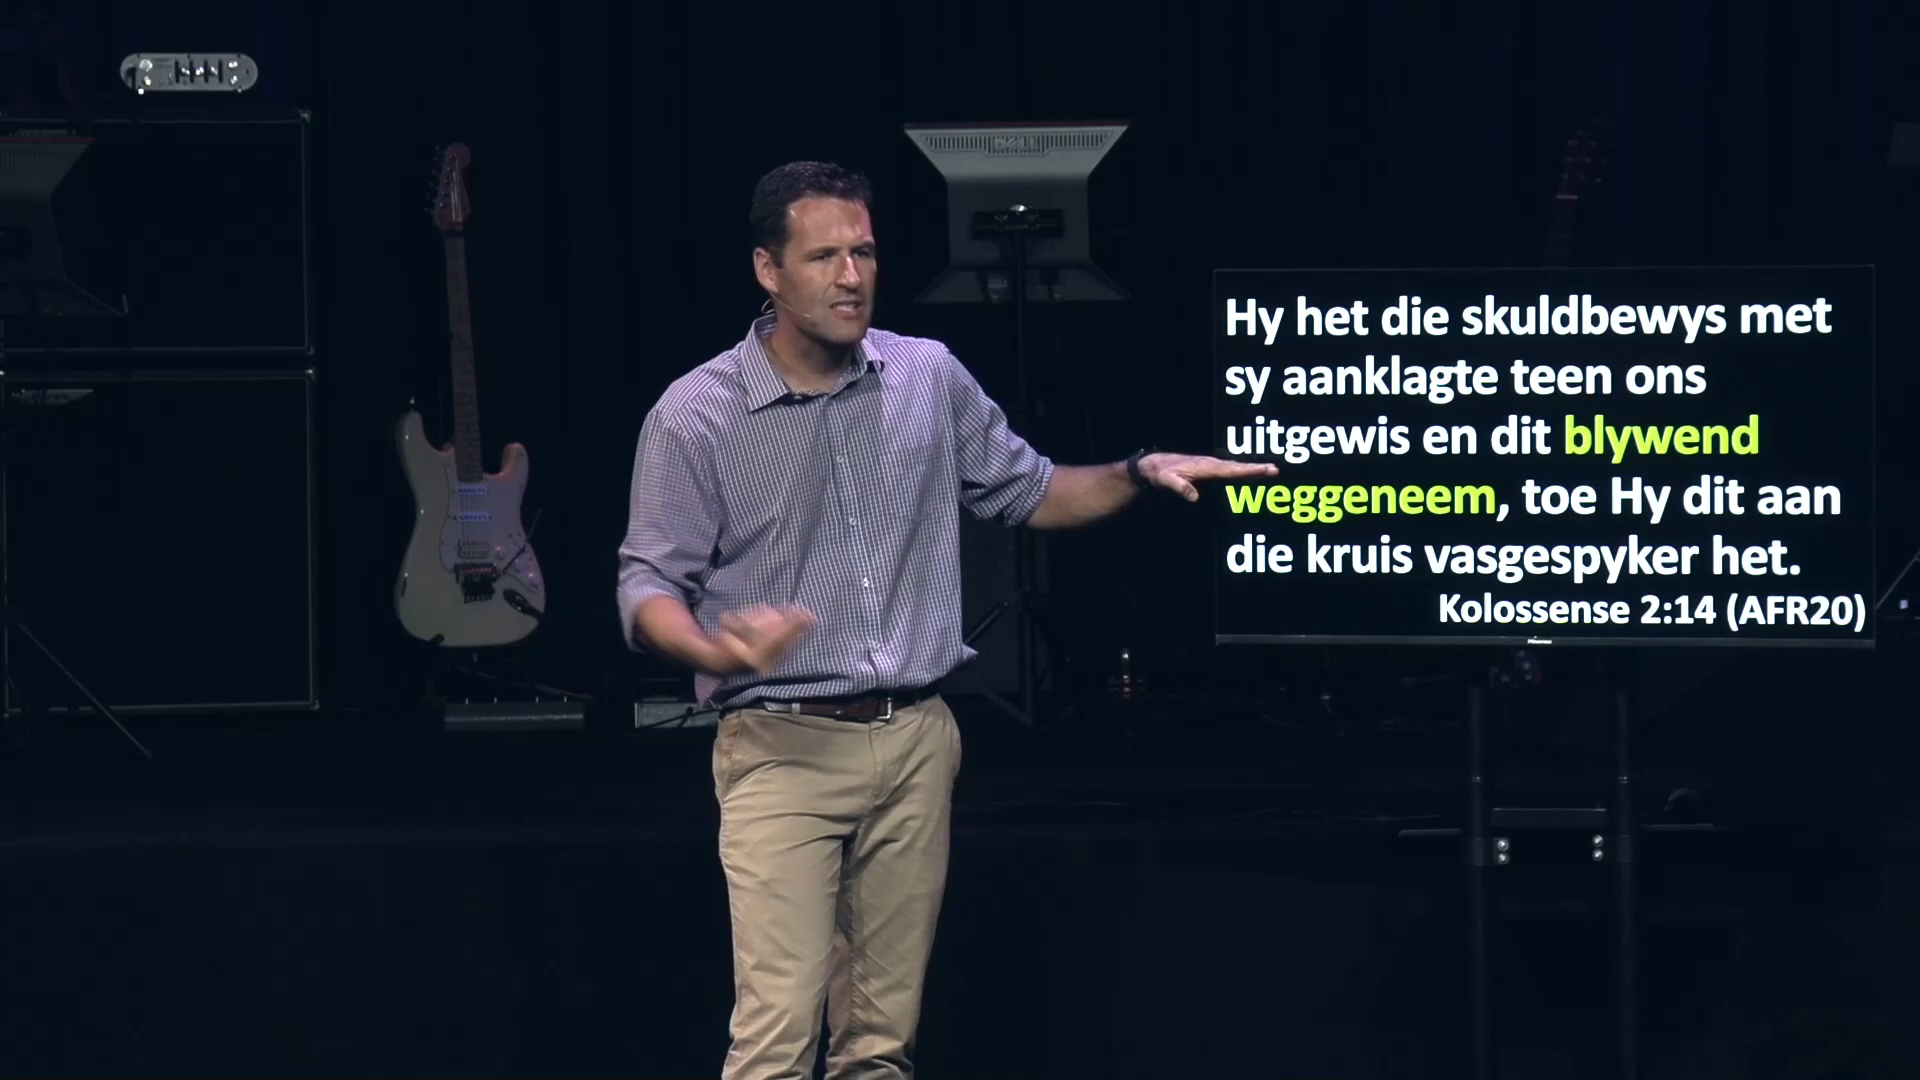 Hy het die skuldbewys met
sy aanklagte teen ons
uitgewis en dit blywend
weggeneem, toe Hy dit aan
die kruis vasgespyker het.
Kolossense 2:14 (AFR20)
Hisense